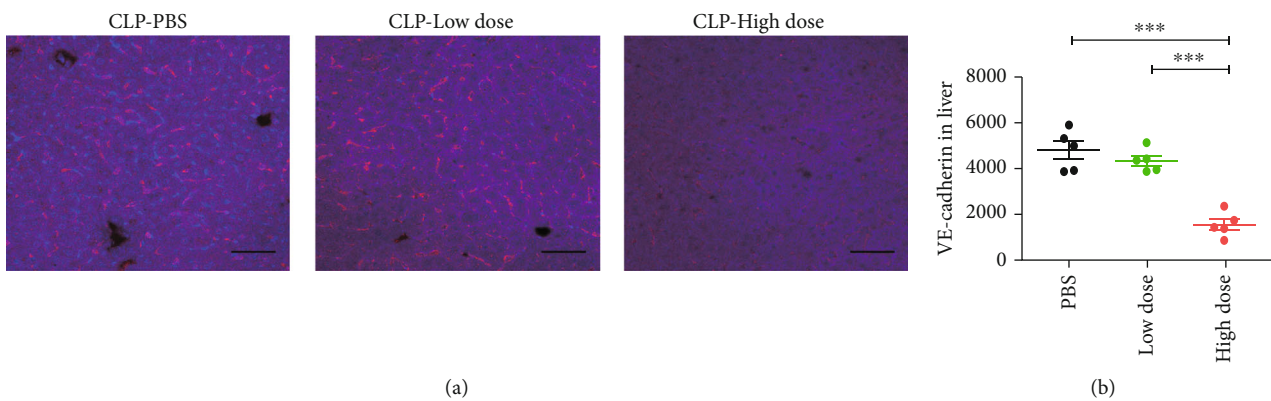 CLP-PBS
CLP-Low dose
CLP-High dose
(a)
***
***
VE-cadherin in liver
8000
6000
4000
2000
0
PBS
Low dose
High dose
(b)